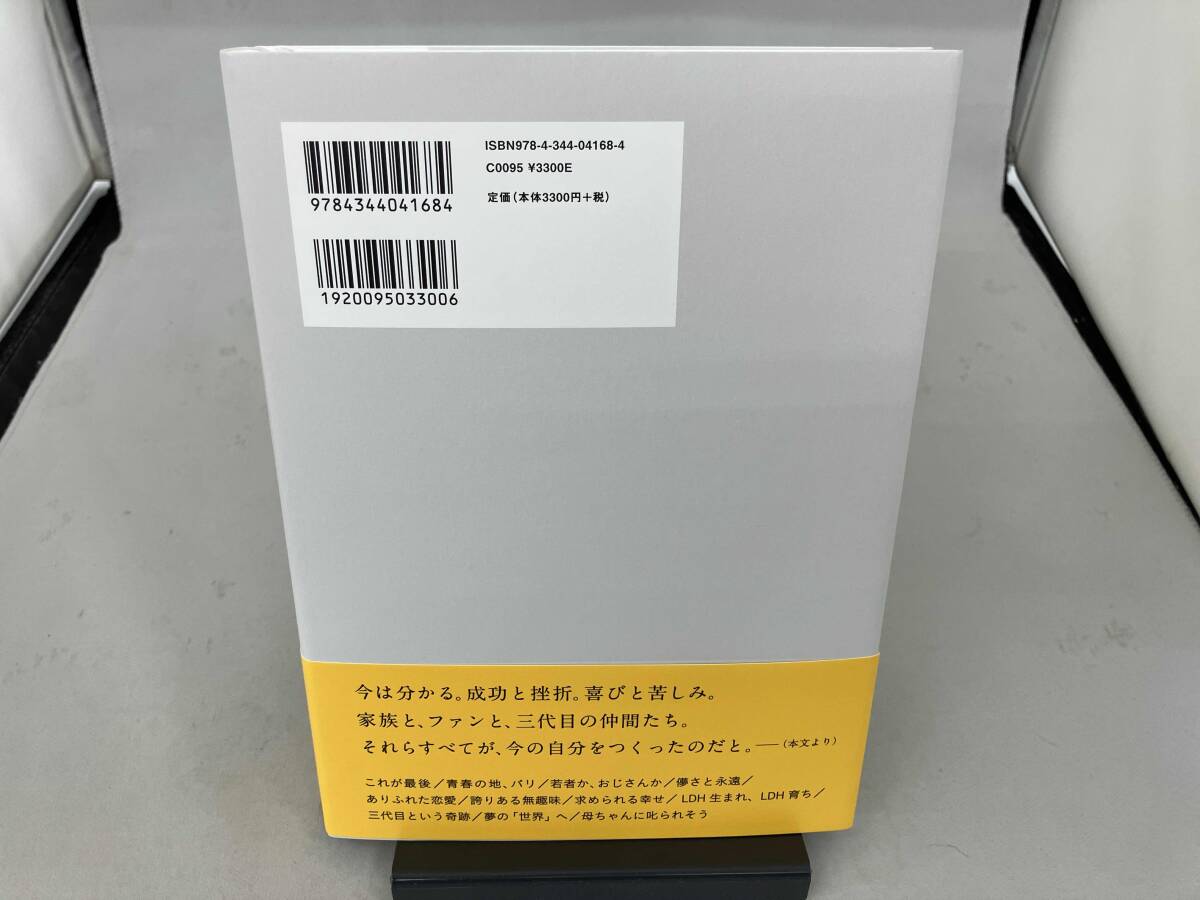 ISBN978-4-344-04168-4
C0095 ¥3300E
定価(本体3300円+税)
9784344041684
1920095033006
今は分かる。成功と挫折。喜びと苦しみ。
家族と、ファンと、三代目の仲間たち。
それらすべてが、今の自分をつくったのだと。――(本文より)
これが最後/青春の地、パリ/若者か、おじさんか/儚さと永遠/
ありふれた恋愛/誇りある無趣味/求められる幸せ/LDH生まれ、LDH育ち/
三代目という奇跡/夢の「世界」へ/母ちゃんに叱られそう